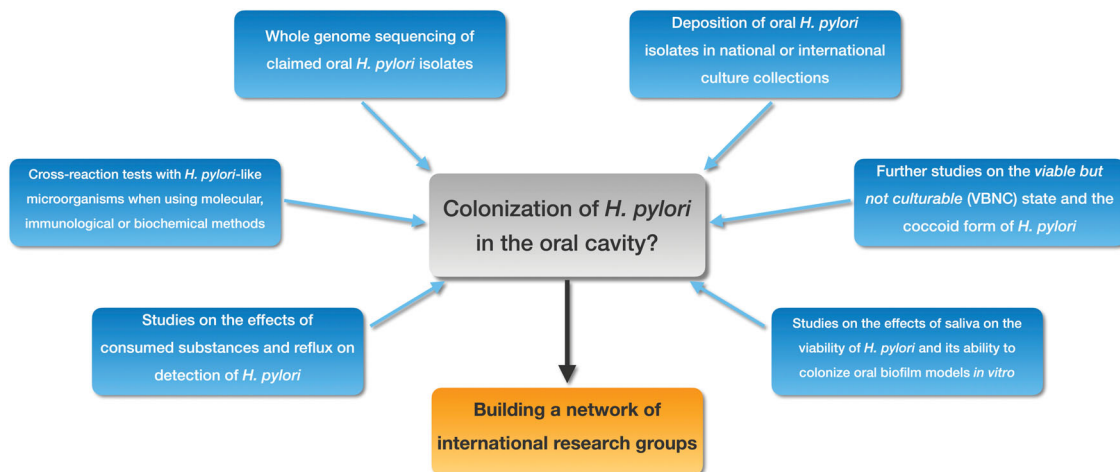 Whole genome sequencing of
claimed oral H. pylori isolates
Deposition of oral H. pylori
isolates in national or international
culture collections
Cross-reaction tests with H. pylori-like
microorganisms when using molecular,
immunological or biochemical methods
Colonization of H. pylori
in the oral cavity?
Further studies on the viable but
not culturable (VBNC) state and the
coccoid form of H. pylori
Studies on the effects of
consumed substances and reflux on
detection of H. pylori
Studies on the effects of saliva on the
viability of H. pylori and its ability to
colonize oral biofilm models in vitro
Building a network of
international research groups